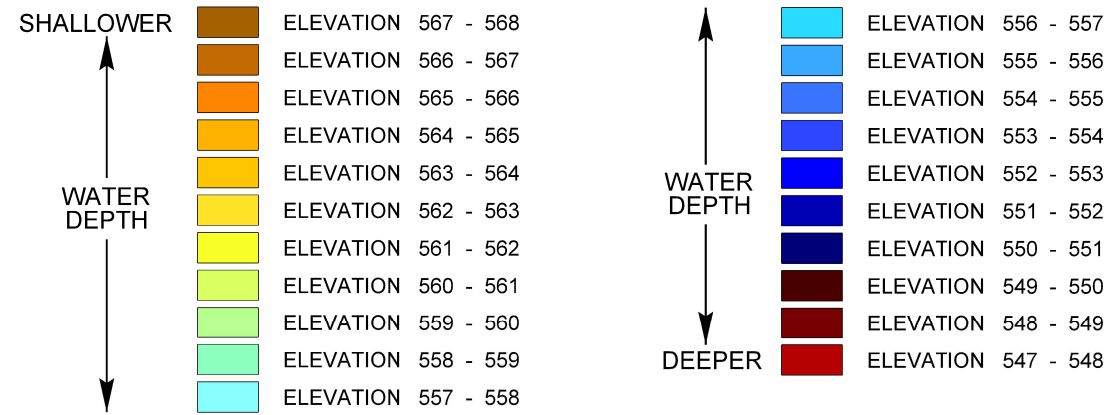 SHALLOWER
WATER
DEPTH
ELEVATION 567 - 568
ELEVATION 566 - 567
ELEVATION 565 - 566
ELEVATION 564 - 565
ELEVATION 563 - 564
ELEVATION 562 - 563
ELEVATION 561 - 562
ELEVATION 560 - 561
ELEVATION 559 - 560
ELEVATION 558 - 559
ELEVATION 557 - 558
WATER
DEPTH
DEEPER
ELEVATION 556 - 557
ELEVATION 555 - 556
ELEVATION 554 - 555
ELEVATION 553 - 554
ELEVATION 552 - 553
ELEVATION 551 - 552
ELEVATION 550 - 551
ELEVATION 549 - 550
ELEVATION 548 - 549
ELEVATION 547 - 548